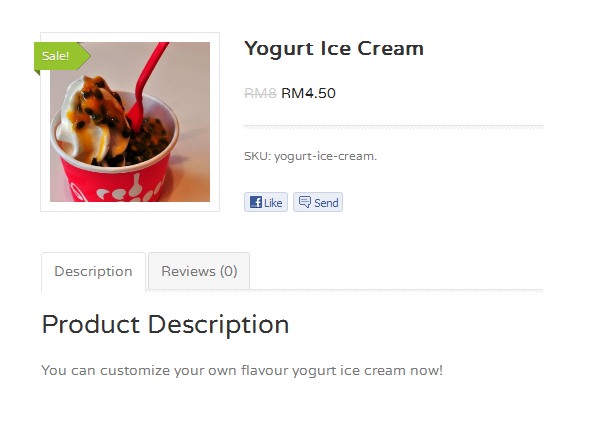 Sale!
Yogurt Ice Cream
RM8 RM4.50
SKU: yogurt-ice-cream.
Like Send
Description Reviews (0)
Product Description
You can customize your own flavour yogurt ice cream now!